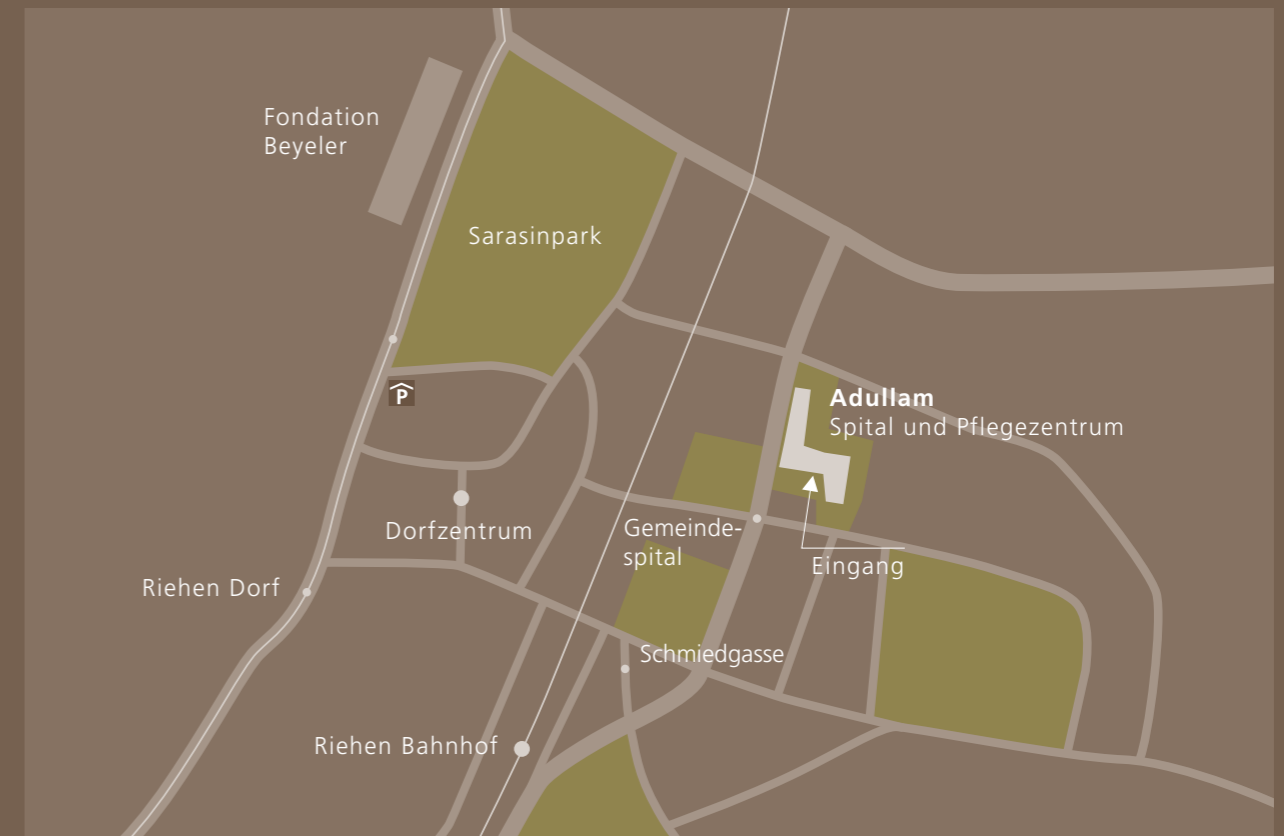 Fondation
Beyeler
Sarasinpark
P
Adullam
Spital und Pflegezentrum
Dorfzentrum
Gemeinde-
spital
Eingang
Riehen Dorf
Schmiedgasse
Riehen Bahnhof